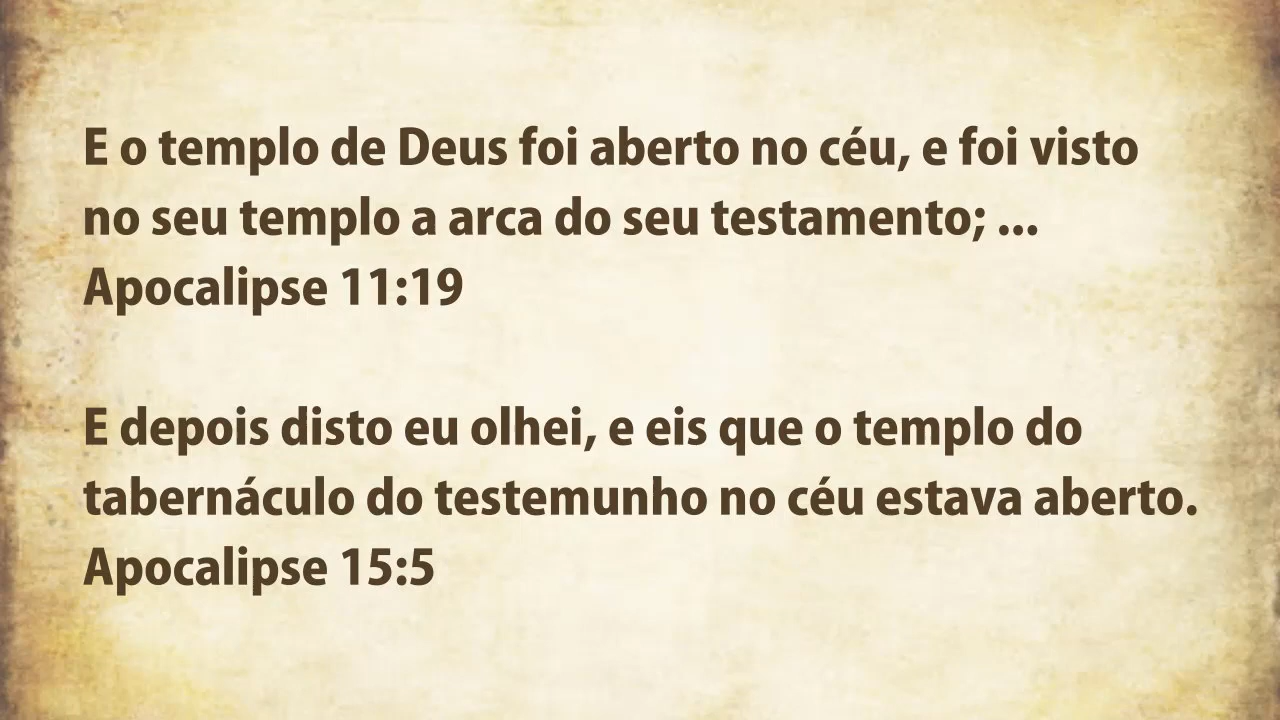 E o templo de Deus foi aberto no céu, e foi visto
no seu templo a arca do seu testamento; ...
Apocalipse 11:19
E depois disto eu olhei, e eis que o templo do
tabernáculo do testemunho no céu estava aberto.
Apocalipse 15:5